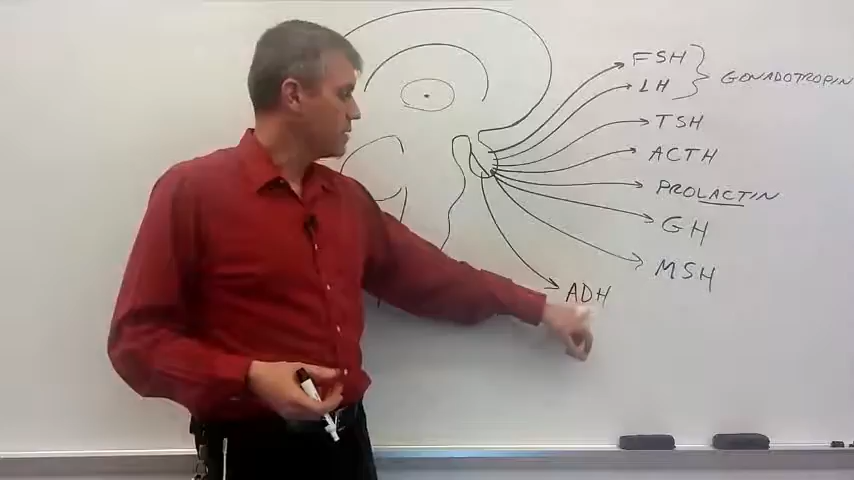 FSH
LH
GONADOTROPIN
TSH
ACTH
PROLACTIN
GH
MSH
ADH